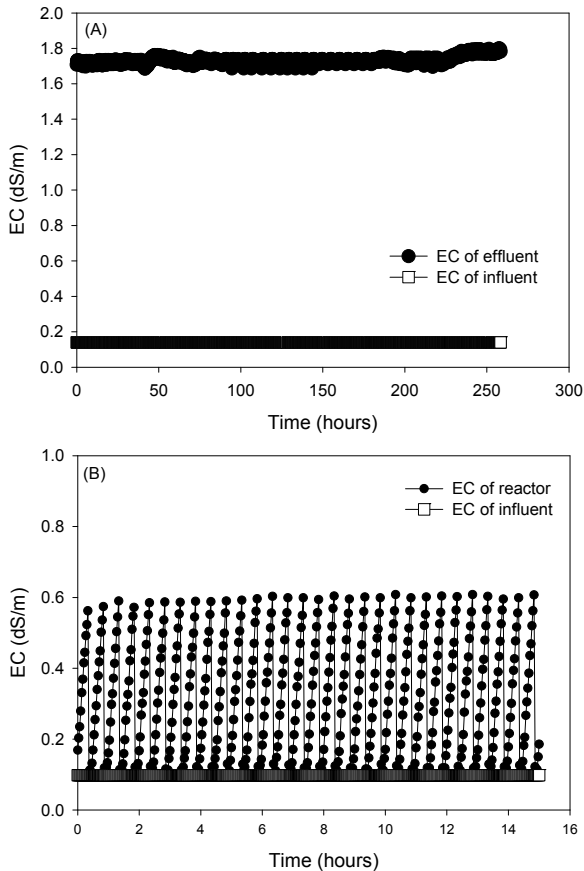 (A)
2.0
1.8
1.6
1.4
1.2
1.0
0.8
0.6
0.4
0.2
0.0
EC (dS/m)
EC of effluent
EC of influent
0 50 100 150 200 250 300
Time (hours)
(B)
1.0
0.8
0.6
0.4
0.2
0.0
EC (dS/m)
EC of reactor
EC of influent
0 2 4 6 8 10 12 14 16
Time (hours)